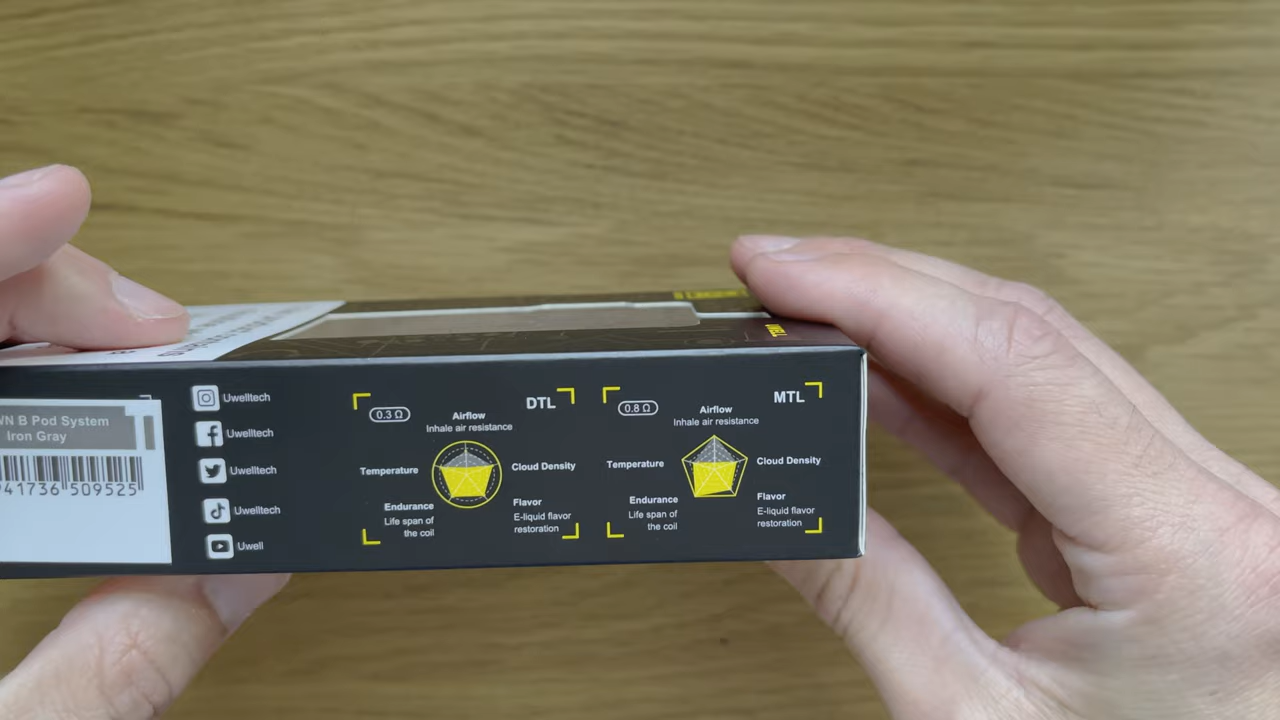 WN B Pod System
Iron Gray
941736 509525
Uwelltech
Uwelltech
Uwelltech
Uwelltech
Uwell
0.3 Ω
DTL
Airflow
Inhale air resistance
Temperature
Cloud Density
Endurance
Life span of
the coil
Flavor
E-liquid flavor
restoration
0.8 Ω
MTL
Airflow
Inhale air resistance
Temperature
Cloud Density
Endurance
Life span of
the coil
Flavor
E-liquid flavor
restoration